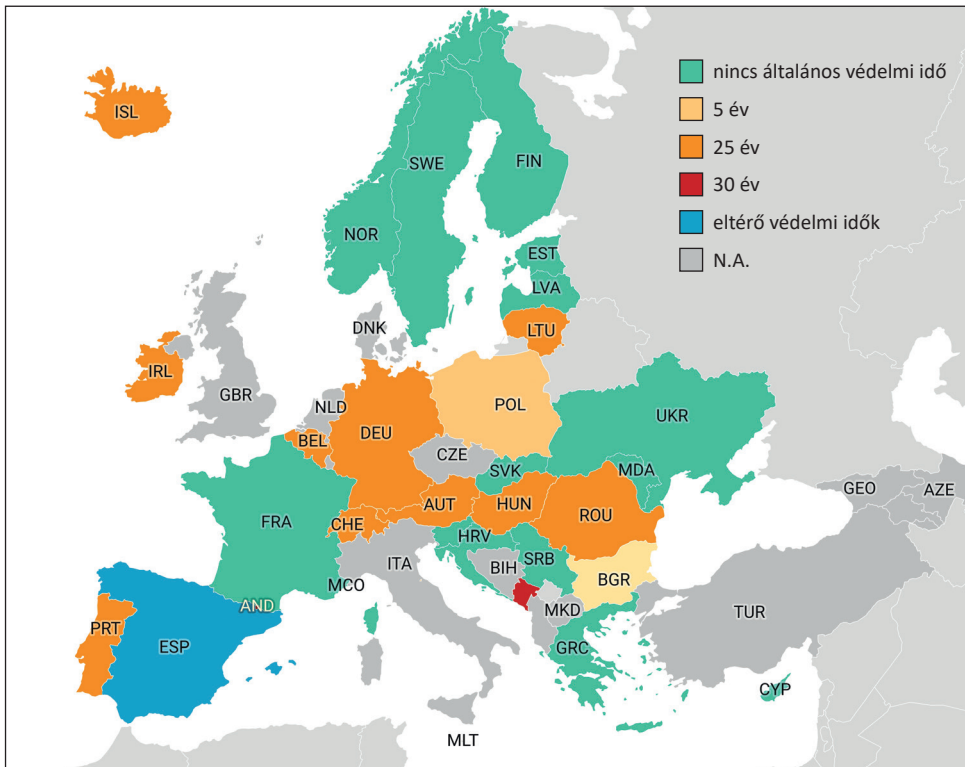 nincs általános védelmi idő
5 év
25 év
30 év
eltérő védelmi idők
N.A.
ISL
SWE
FIN
NOR
EST
LVA
LTU
DNK
IRL
GBR
NLD
POL
BEL
DEU
UKR
CZE
SVK
MDA
AUT
HUN
ROU
CHE
FRA
GEO
AZE
HRV
SRB
ITA
BIH
BGR
MCO
AND
MKD
PRT
ESP
GRC
TUR
CYP
MLT